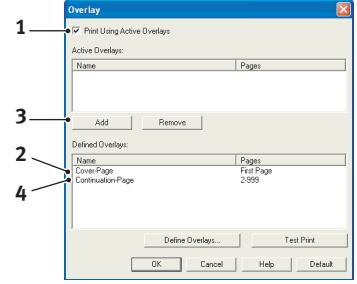 Overlay
1
Print Using Active Overlays
Active Overlays:
Name Pages
3
Add Remove
Defined Overlays:
Name Pages
2
Cover-Page First Page
4
Continuation-Page 2-999
Define Overlays... Test Print
OK Cancel Help Default